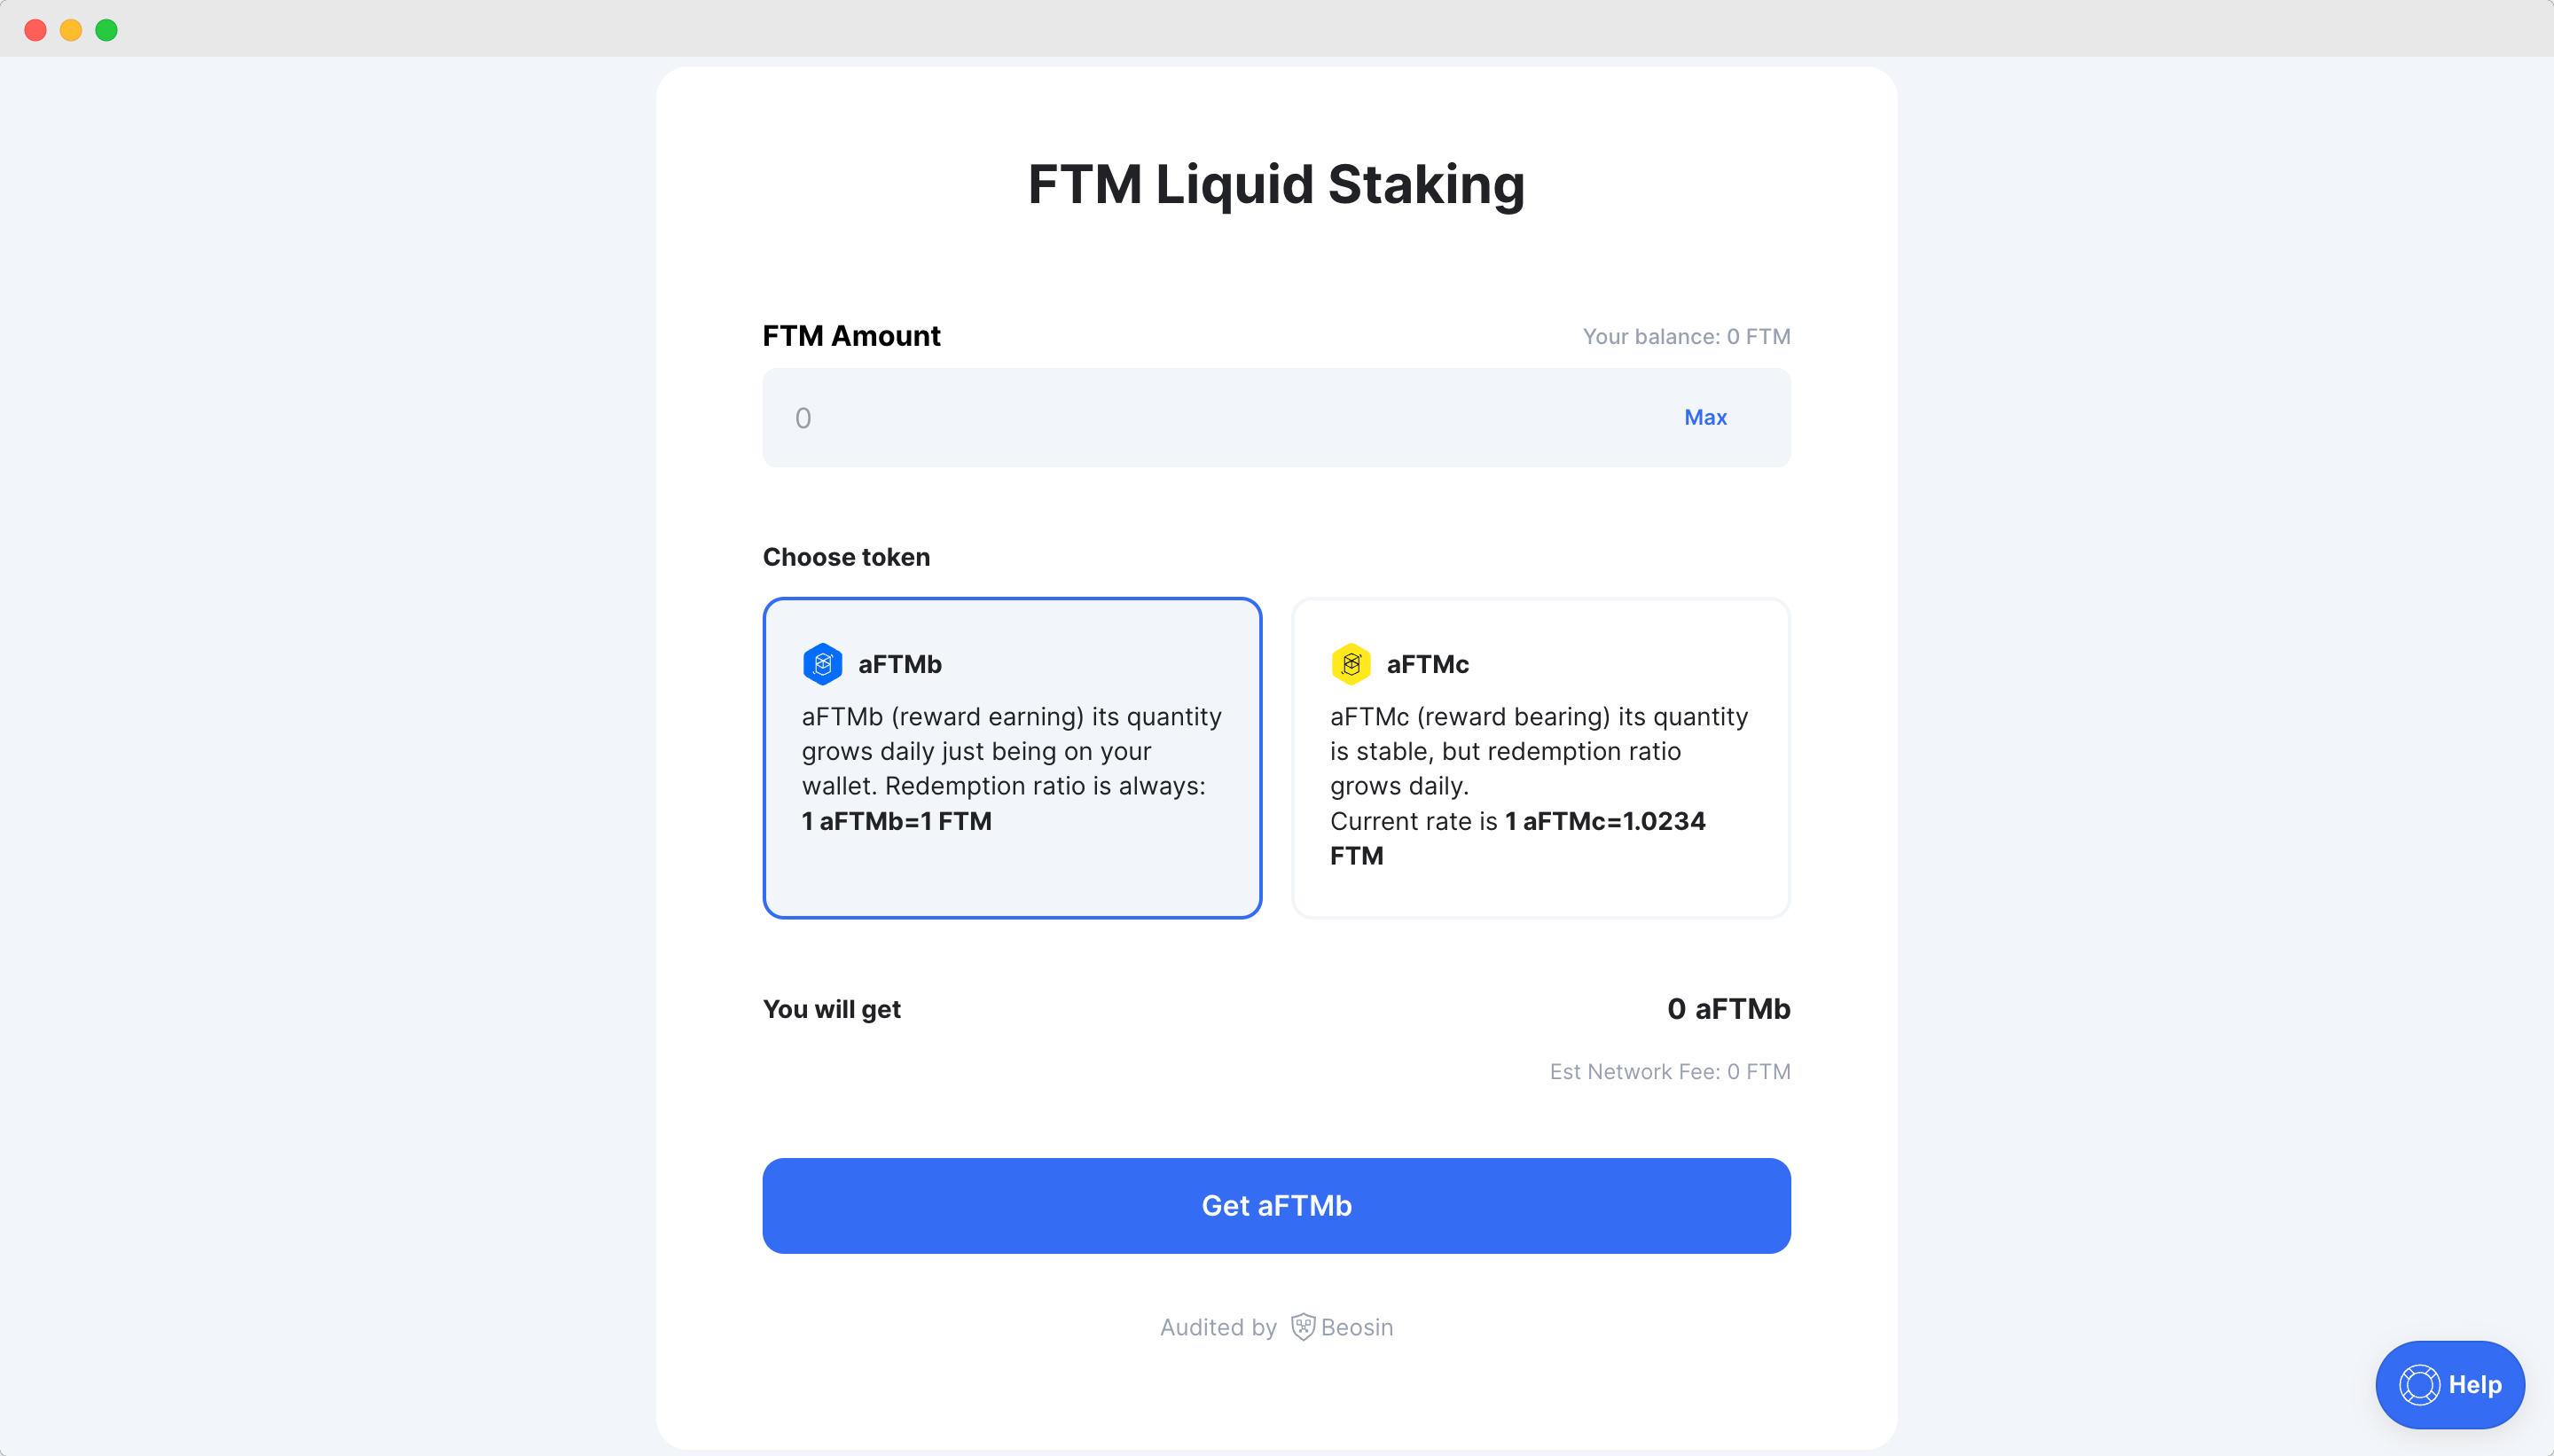 FTM Liquid Staking
FTM Amount
Your balance: 0 FTM
0
Max
Choose token
aFTMb
aFTMb (reward earning) its quantity
grows daily just being on your
wallet. Redemption ratio is always:
1 aFTMb=1 FTM
aFTMc
aFTMc (reward bearing) its quantity
is stable, but redemption ratio
grows daily.
Current rate is 1 aFTMc=1.0234
FTM
You will get
0 aFTMb
Est Network Fee: 0 FTM
Get aFTMb
Audited by Beosin
Help